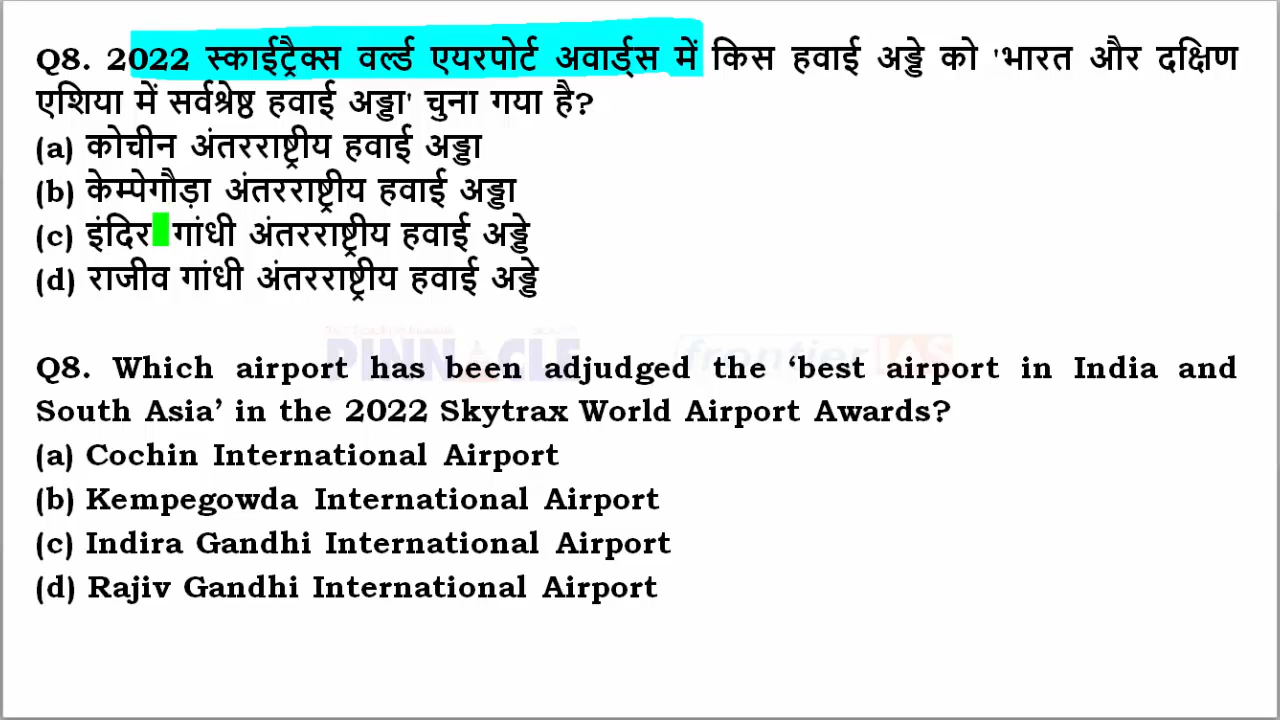 Q8. 2022 स्काईट्रैक्स वर्ल्ड एयरपोर्ट अवार्ड्स में किस हवाई अड्डे को 'भारत और दक्षिण
एशिया में सर्वश्रेष्ठ हवाई अड्डा' चुना गया है?
(a) कोचीन अंतरराष्ट्रीय हवाई अड्डा
(b) केम्पेगौड़ा अंतरराष्ट्रीय हवाई अड्डा
(c) इंदिर गांधी अंतरराष्ट्रीय हवाई अड्डे
(d) राजीव गांधी अंतरराष्ट्रीय हवाई अड्डे
PINNACLE frontier IAS
Q8. Which airport has been adjudged the ‘best airport in India and
South Asia’ in the 2022 Skytrax World Airport Awards?
(a) Cochin International Airport
(b) Kempegowda International Airport
(c) Indira Gandhi International Airport
(d) Rajiv Gandhi International Airport